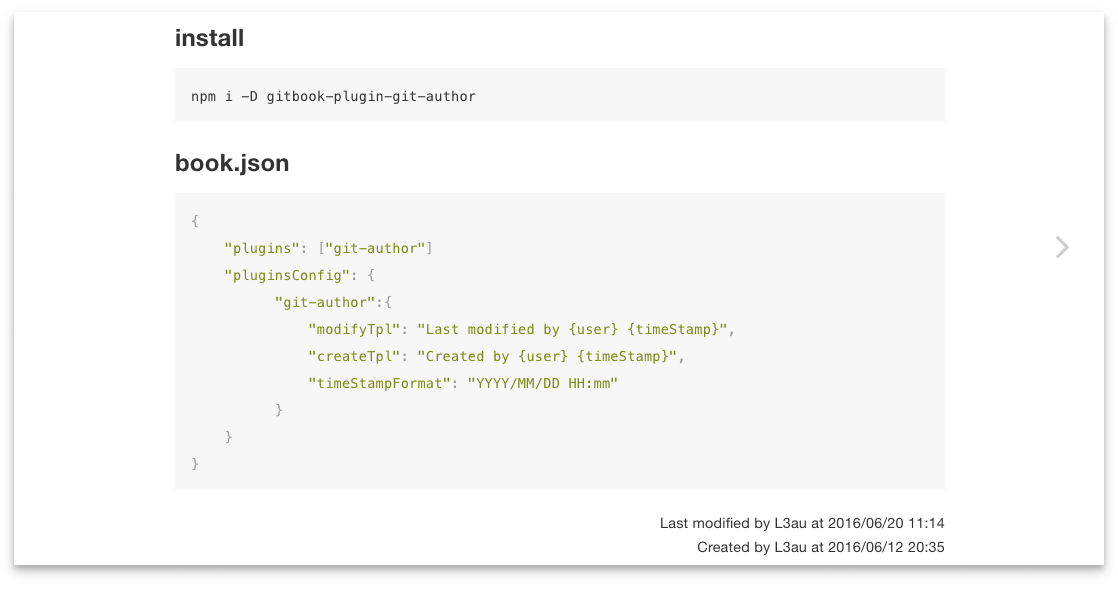 install
npm i -D gitbook-plugin-git-author
book.json
{
    "plugins": ["git-author"]
    "pluginsConfig": {
          "git-author":{
              "modifyTpl": "Last modified by {user} {timeStamp}",
              "createTpl": "Created by {user} {timeStamp}",
              "timeStampFormat": "YYYY/MM/DD HH:mm"
          }
    }
}
Last modified by L3au at 2016/06/20 11:14
Created by L3au at 2016/06/12 20:35